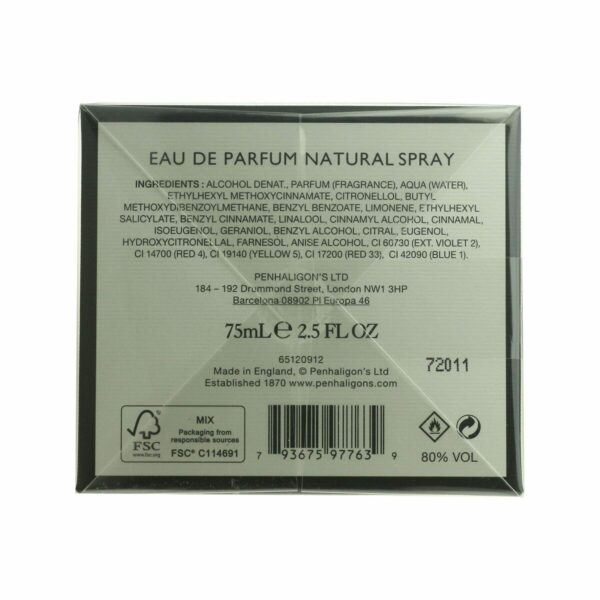 EAU DE PARFUM NATURAL SPRAY
INGREDIENTS : ALCOHOL DENAT., PARFUM (FRAGRANCE), AQUA (WATER),
ETHYLHEXYL METHOXYCINNAMATE, CITRONELLOL, BUTYL
METHOXYDIBENZOYLMETHANE, BENZYL BENZOATE, LIMONENE, ETHYLHEXYL
SALICYLATE, BENZYL CINNAMATE, LINALOOL, CINNAMYL ALCOHOL, CINNAMAL,
ISOEUGENOL, GERANIOL, BENZYL ALCOHOL, CITRAL, EUGENOL,
HYDROXYCITRONELLAL, FARNESOL, ANISE ALCOHOL, CI 60730 (EXT. VIOLET 2),
CI 14700 (RED 4), CI 19140 (YELLOW 5), CI 17200 (RED 33), CI 42090 (BLUE 1).
PENHALIGON'S LTD
184 – 192 Drummond Street, London NW1 3HP
Barcelona 08902 Pl Europa 46
75mL ℮ 2.5 FL OZ
65120912
72011
Made in England, © Penhaligon's Ltd
Established 1870 www.penhaligons.com
FSC
www.fsc.org
MIX
Packaging from
responsible sources
FSC® C114691
7 93675 97763 9
80% VOL